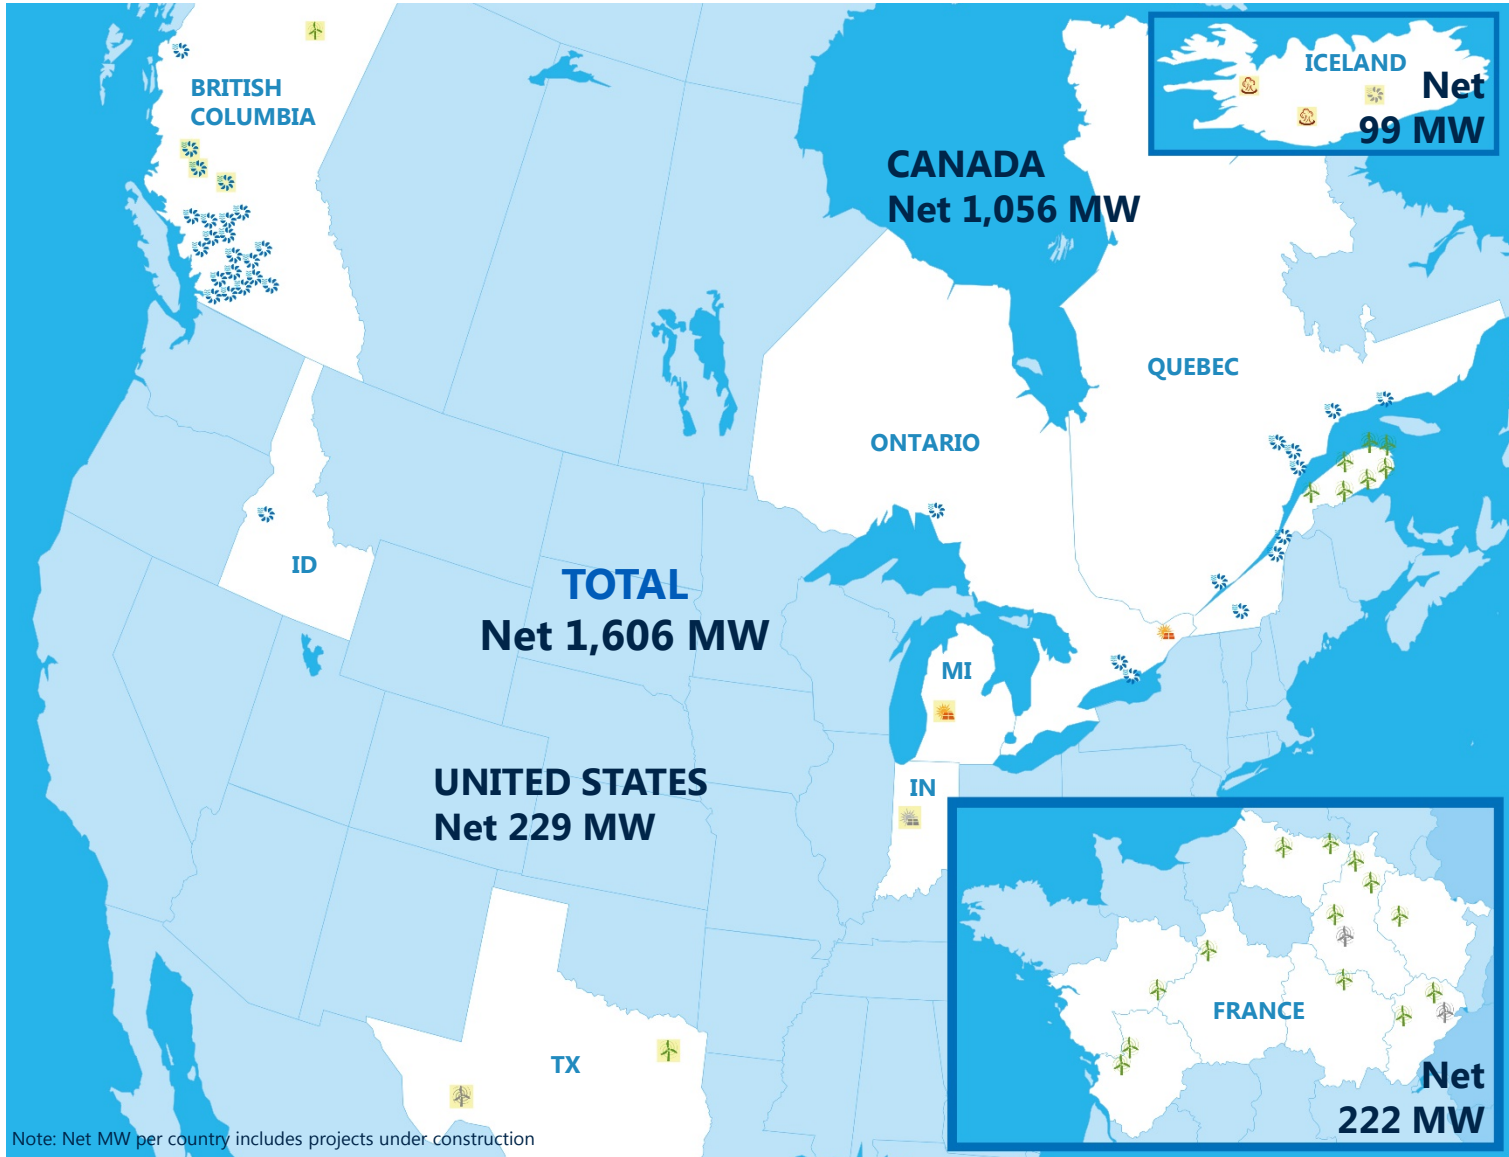 BRITISH
COLUMBIA
ICELAND
Net
99 MW
CANADA
Net 1,056 MW
QUEBEC
ONTARIO
ID
TOTAL
Net 1,606 MW
MI
UNITED STATES
Net 229 MW
IN
TX
FRANCE
Net
222 MW
Note: Net MW per country includes projects under construction